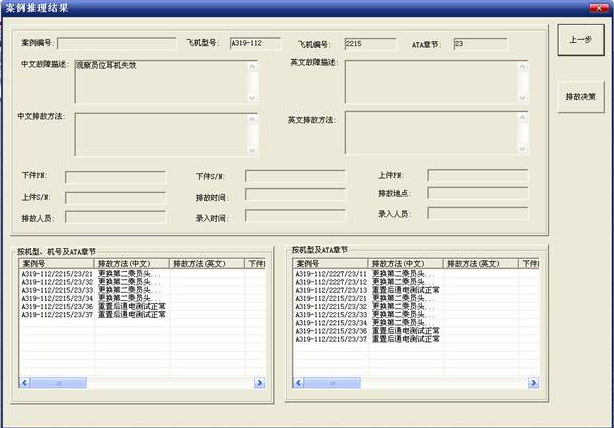 案例推理结果
案例编号: 飞机型号: A319-112 飞机编号: 2215 ATA章节: 23
上一步
中文故障描述: 观察员位耳机失效 英文故障描述:
排故决策
中文排故方法: 英文排故方法:
下件PN: 下件S/N: 上件PN:
上件S/N: 排故时间: 排故地点:
排故人员: 录入时间: 录入人员:
按机型、机号及ATA章节
案例号 排故方法(中文) 排故方法(英文) 下件
A319-112/2215/23/21 更换第二乘员头...
A319-112/2215/23/32 更换第二乘员头...
A319-112/2215/23/33 更换第二乘员头...
A319-112/2215/23/34 更换第二乘员头...
A319-112/2215/23/36 重置后通电测试正常
A319-112/2215/23/37 重置后通电测试正常
按机型及ATA章节
案例号 排故方法(中文) 排故方法(英文) 下件
A319-112/2227/23/11 更换第二乘员头...
A319-112/2227/23/12 更换第二乘员头...
A319-112/2227/23/13 重置后通电测试正常
A319-112/2215/23/21 更换第二乘员头...
A319-112/2215/23/32 更换第二乘员头...
A319-112/2215/23/33 更换第二乘员头...
A319-112/2215/23/34 更换第二乘员头...
A319-112/2215/23/36 重置后通电测试正常
A319-112/2215/23/37 重置后通电测试正常